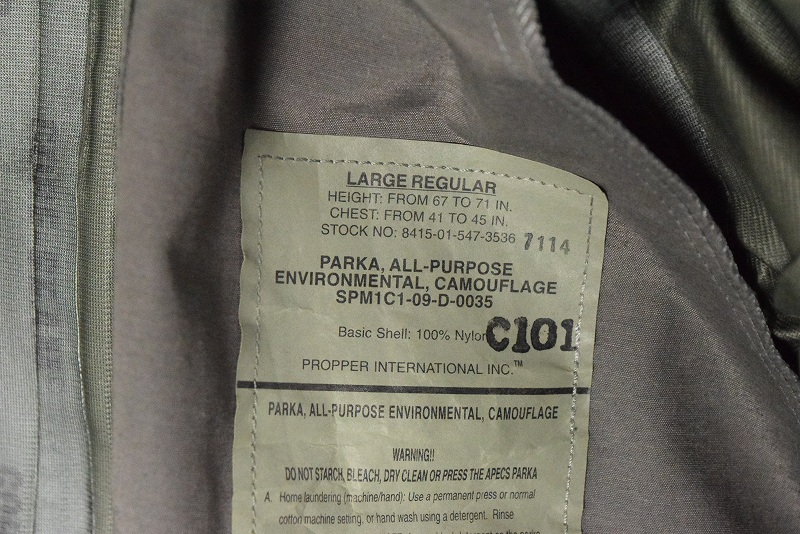 LARGE REGULAR
HEIGHT: FROM 67 TO 71 IN.
CHEST: FROM 41 TO 45 IN.
STOCK NO: 8415-01-547-3536 7114
PARKA, ALL-PURPOSE
ENVIRONMENTAL, CAMOUFLAGE
SPM1C1-09-D-0035
Basic Shell: 100% Nylon C101
PROPPER INTERNATIONAL INC.™
PARKA, ALL-PURPOSE ENVIRONMENTAL, CAMOUFLAGE
WARNING!!
DO NOT STARCH, BLEACH, DRY CLEAN OR PRESS THE APECS PARKA
A. Home laundering (machine/hand): Use a permanent press or normal
cotton machine setting, or hand wash using a detergent. Rinse